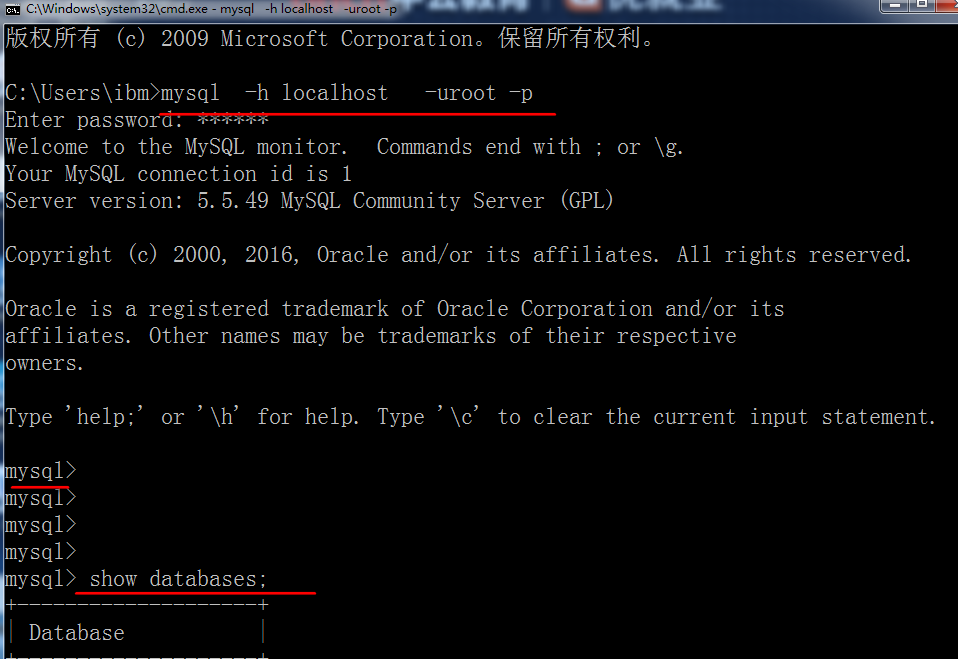 C:\Windows\system32\cmd.exe - mysql  -h localhost   -uroot -p
版权所有 (c) 2009 Microsoft Corporation。保留所有权利。
C:\Users\ibm>mysql  -h localhost   -uroot -p
Enter password: ******
Welcome to the MySQL monitor.  Commands end with ; or \g.
Your MySQL connection id is 1
Server version: 5.5.49 MySQL Community Server (GPL)
Copyright (c) 2000, 2016, Oracle and/or its affiliates. All rights reserved.
Oracle is a registered trademark of Oracle Corporation and/or its
affiliates. Other names may be trademarks of their respective
owners.
Type 'help;' or '\h' for help. Type '\c' to clear the current input statement.
mysql>
mysql>
mysql>
mysql>
mysql> show databases;
+--------------------+
| Database           |
+--------------------+